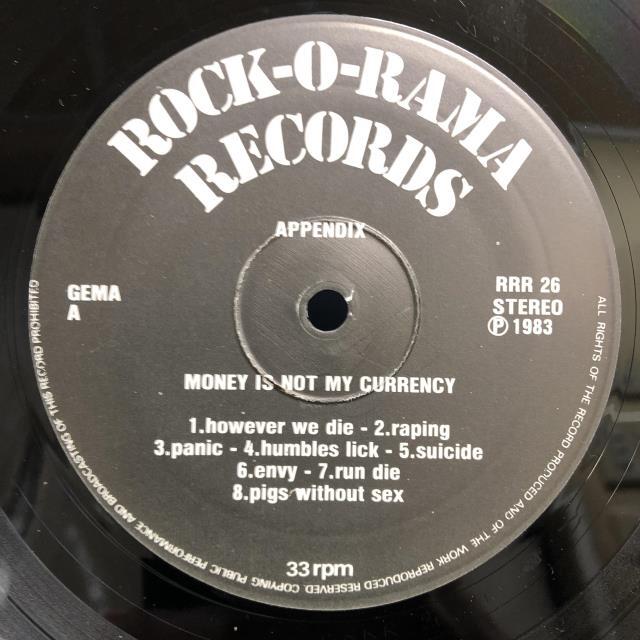 ROCK-O-RAMA
RECORDS
APPENDIX
GEMA
A
RRR 26
STEREO
Ⓟ 1983
MONEY IS NOT MY CURRENCY
1.however we die - 2.raping
3.panic - 4.humbles lick - 5.suicide
6.envy - 7.run die
8.pigs without sex
33 rpm
ALL RIGHTS OF THE RECORD PRODUCED AND OF THE WORK REPRODUCED RESERVED. COPYING PUBLIC PERFORMANCE AND BROADCASTING OF THIS RECORD PROHIBITED